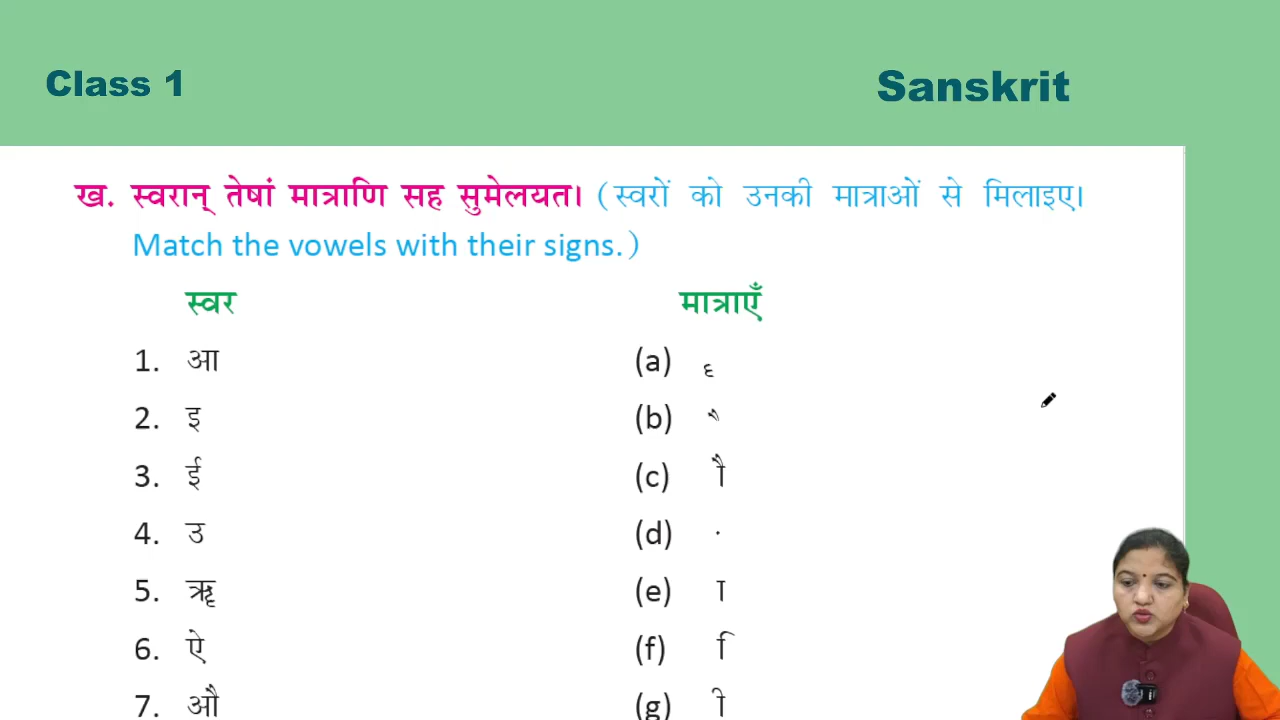 Class 1
Sanskrit
ख. स्वरान् तेषां मात्राणि सह सुमेलयत। (स्वरों को उनकी मात्राओं से मिलाइए।
Match the vowels with their signs.)
स्वर मात्राएँ
1. आ (a) ॄ
2. इ (b) ै
3. ई (c) ौ
4. उ (d) ं
5. ॠ (e) ा
6. ऐ (f) ि
7. औ (g) ी